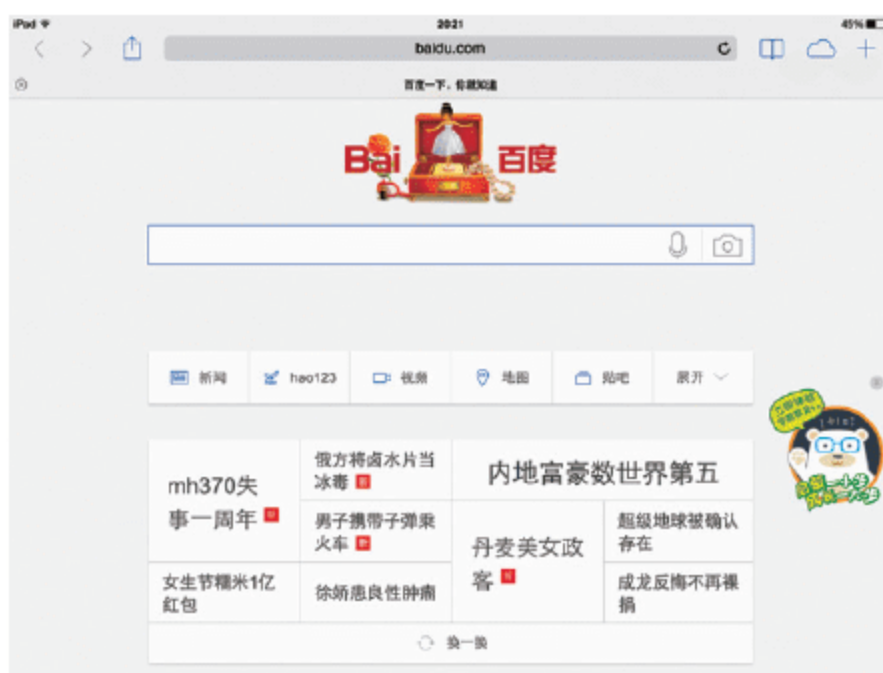 iPad
2021
45%
baidu.com
百度一下，你就知道
Bai 百度
新闻
hao123
视频
地图
贴吧
展开
mh370失
事一周年
俄方将卤水片当
冰毒
内地富豪数世界第五
男子携带子弹乘
火车
丹麦美女政
客
超级地球被确认
存在
女生节糯米1亿
红包
徐娇患良性肿瘤
成龙反悔不再裸
捐
换一换